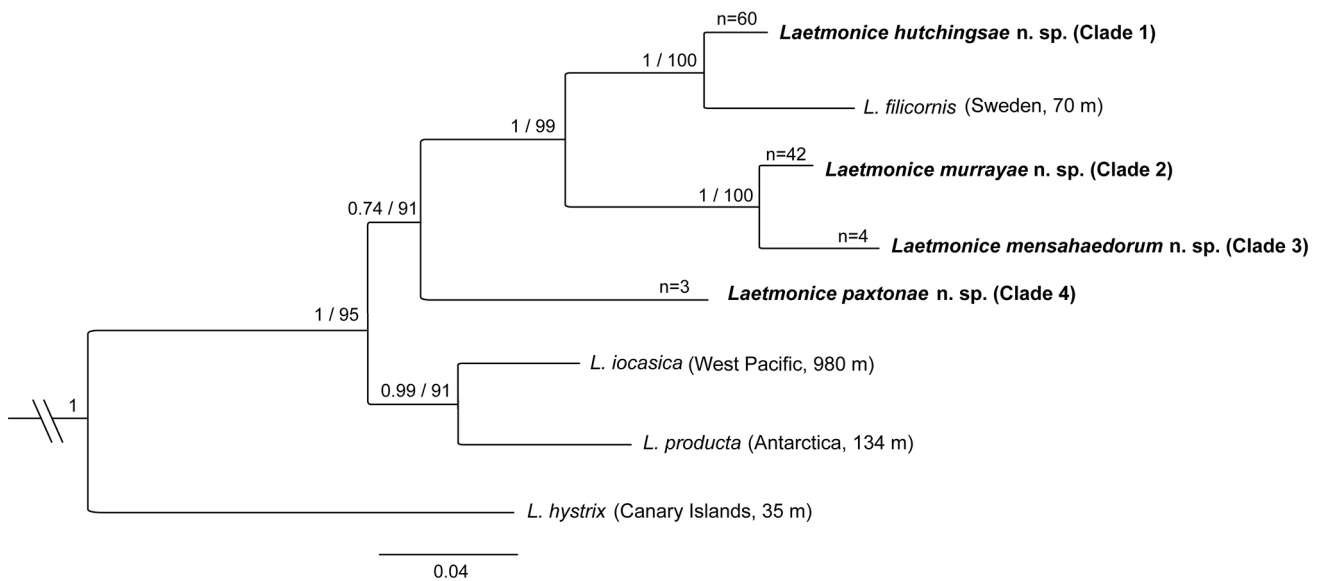 n=60
Laetmonice hutchingsae n. sp. (Clade 1)
1 / 100
L. filicornis (Sweden, 70 m)
1 / 99
n=42
Laetmonice murrayae n. sp. (Clade 2)
1 / 100
0.74 / 91
n=4
Laetmonice mensahaedorum n. sp. (Clade 3)
n=3
Laetmonice paxtonae n. sp. (Clade 4)
1 / 95
L. iocasica (West Pacific, 980 m)
0.99 / 91
1
L. producta (Antarctica, 134 m)
L. hystrix (Canary Islands, 35 m)
0.04